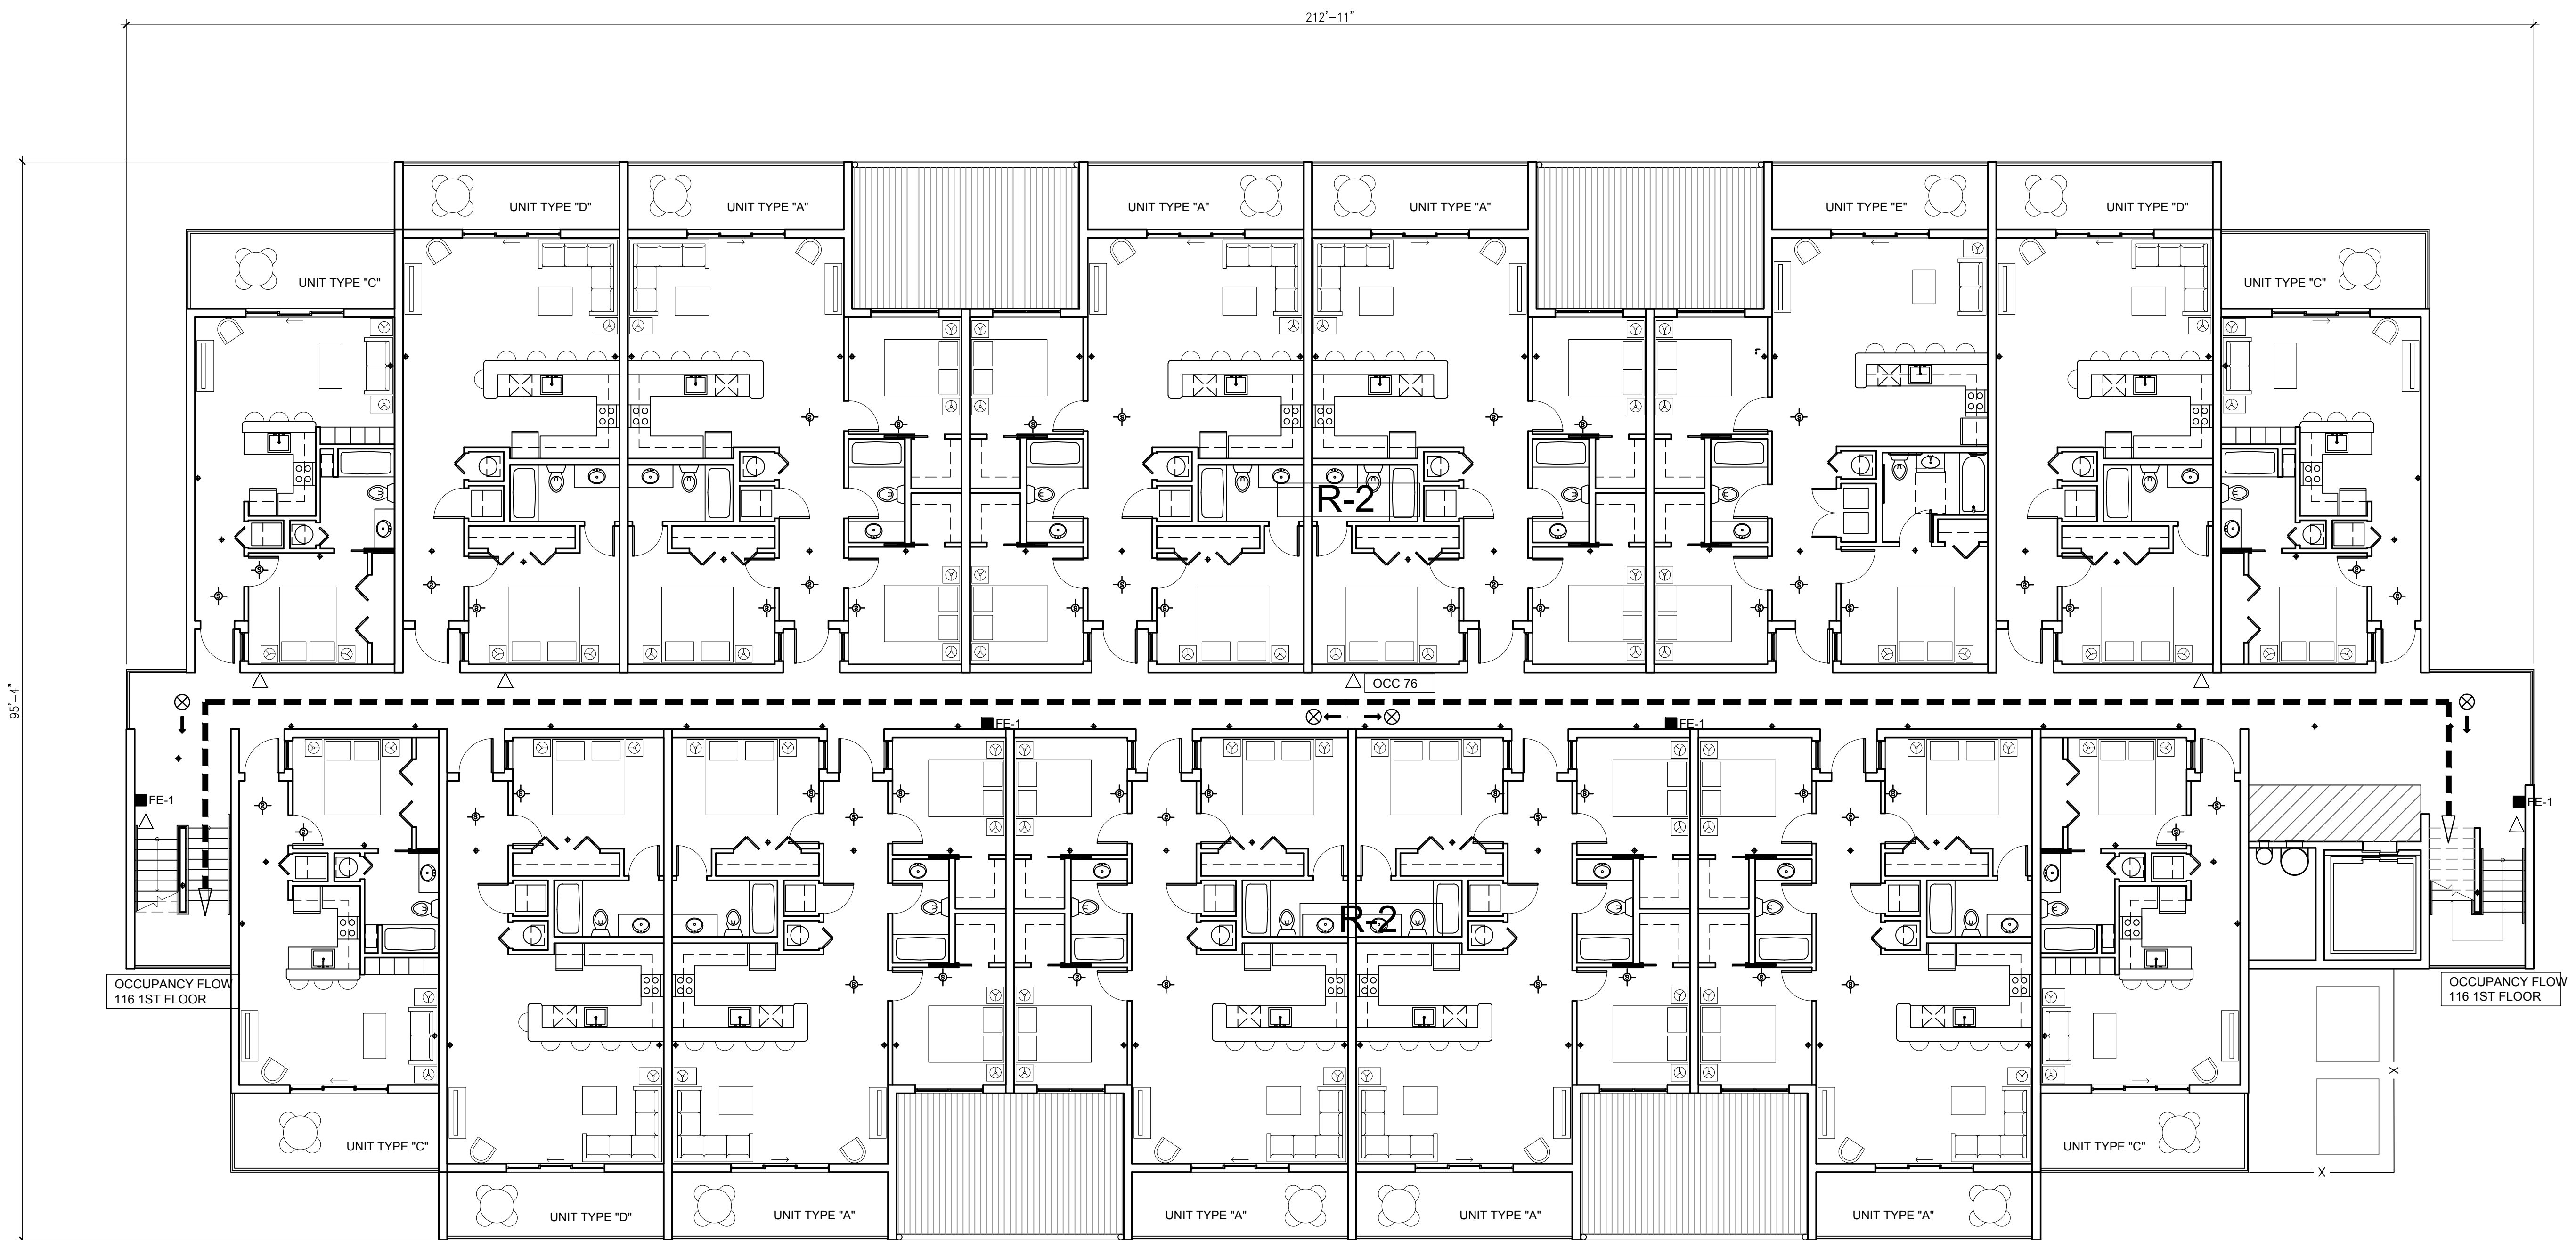 212'-11"
UNIT TYPE "D"
UNIT TYPE "A"
UNIT TYPE "A"
UNIT TYPE "A"
UNIT TYPE "E"
UNIT TYPE "D"
UNIT TYPE "C"
UNIT TYPE "C"
R-2
95'-4"
OCC 76
FE-1
FE-1
FE-1
FE-1
R-2
OCCUPANCY FLOW
116 1ST FLOOR
OCCUPANCY FLOW
116 1ST FLOOR
X
UNIT TYPE "C"
UNIT TYPE "C"
X
UNIT TYPE "D"
UNIT TYPE "A"
UNIT TYPE "A"
UNIT TYPE "A"
UNIT TYPE "A"